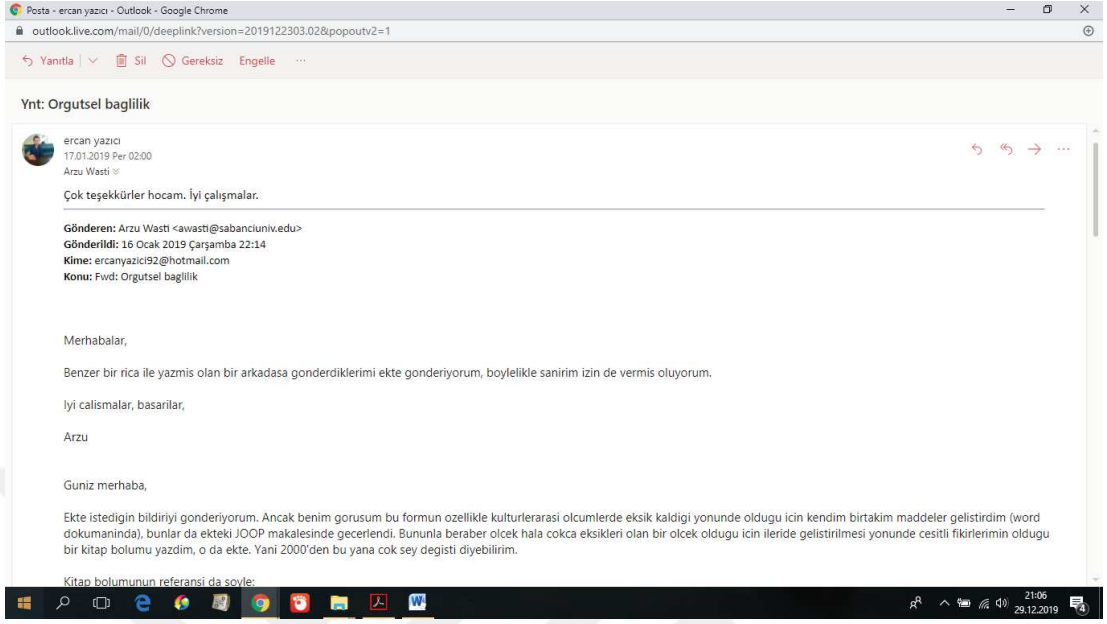 Posta - ercan yazıcı - Outlook - Google Chrome
outlook.live.com/mail/0/deeplink?version=2019122303.02&popoutv2=1
Yanıtla Sil Gereksiz Engelle ...
Ynt: Orgutsel baglilik
ercan yazıcı
17.01.2019 Per 02:00
Arzu Wasti
Çok teşekkürler hocam. İyi çalışmalar.
Gönderen: Arzu Wasti <awasti@sabanciuniv.edu>
Gönderildi: 16 Ocak 2019 Çarşamba 22:14
Kime: ercanyazici92@hotmail.com
Konu: Fwd: Orgutsel baglilik
Merhabalar,
Benzer bir rica ile yazmis olan bir arkadasa gonderdiklerimi ekte gonderiyorum, boylelikle sanirim izin de vermis oluyorum.
Iyi calismalar, basarilar,
Arzu
Guniz merhaba,
Ekte istedigin bildiriyi gonderiyorum. Ancak benim gorusum bu formun ozellikle kulturlerarasi olcumlerde eksik kaldigi yonunde oldugu icin kendim birtakim maddeler gelistirdim (word
dokumaninda), bunlar da ekteki JOOP makalesinde gecerlendi. Bununla beraber olcek hala cokca eksikleri olan bir olcek oldugu icin ileride gelistirilmesi yonunde cesitli fikirlerimin oldugu
bir kitap bolumu yazdim, o da ekte. Yani 2000'den bu yana cok sey degisti diyebilirim.
Kitap bolumunun referansi da soyle:
21:06
29.12.2019
4